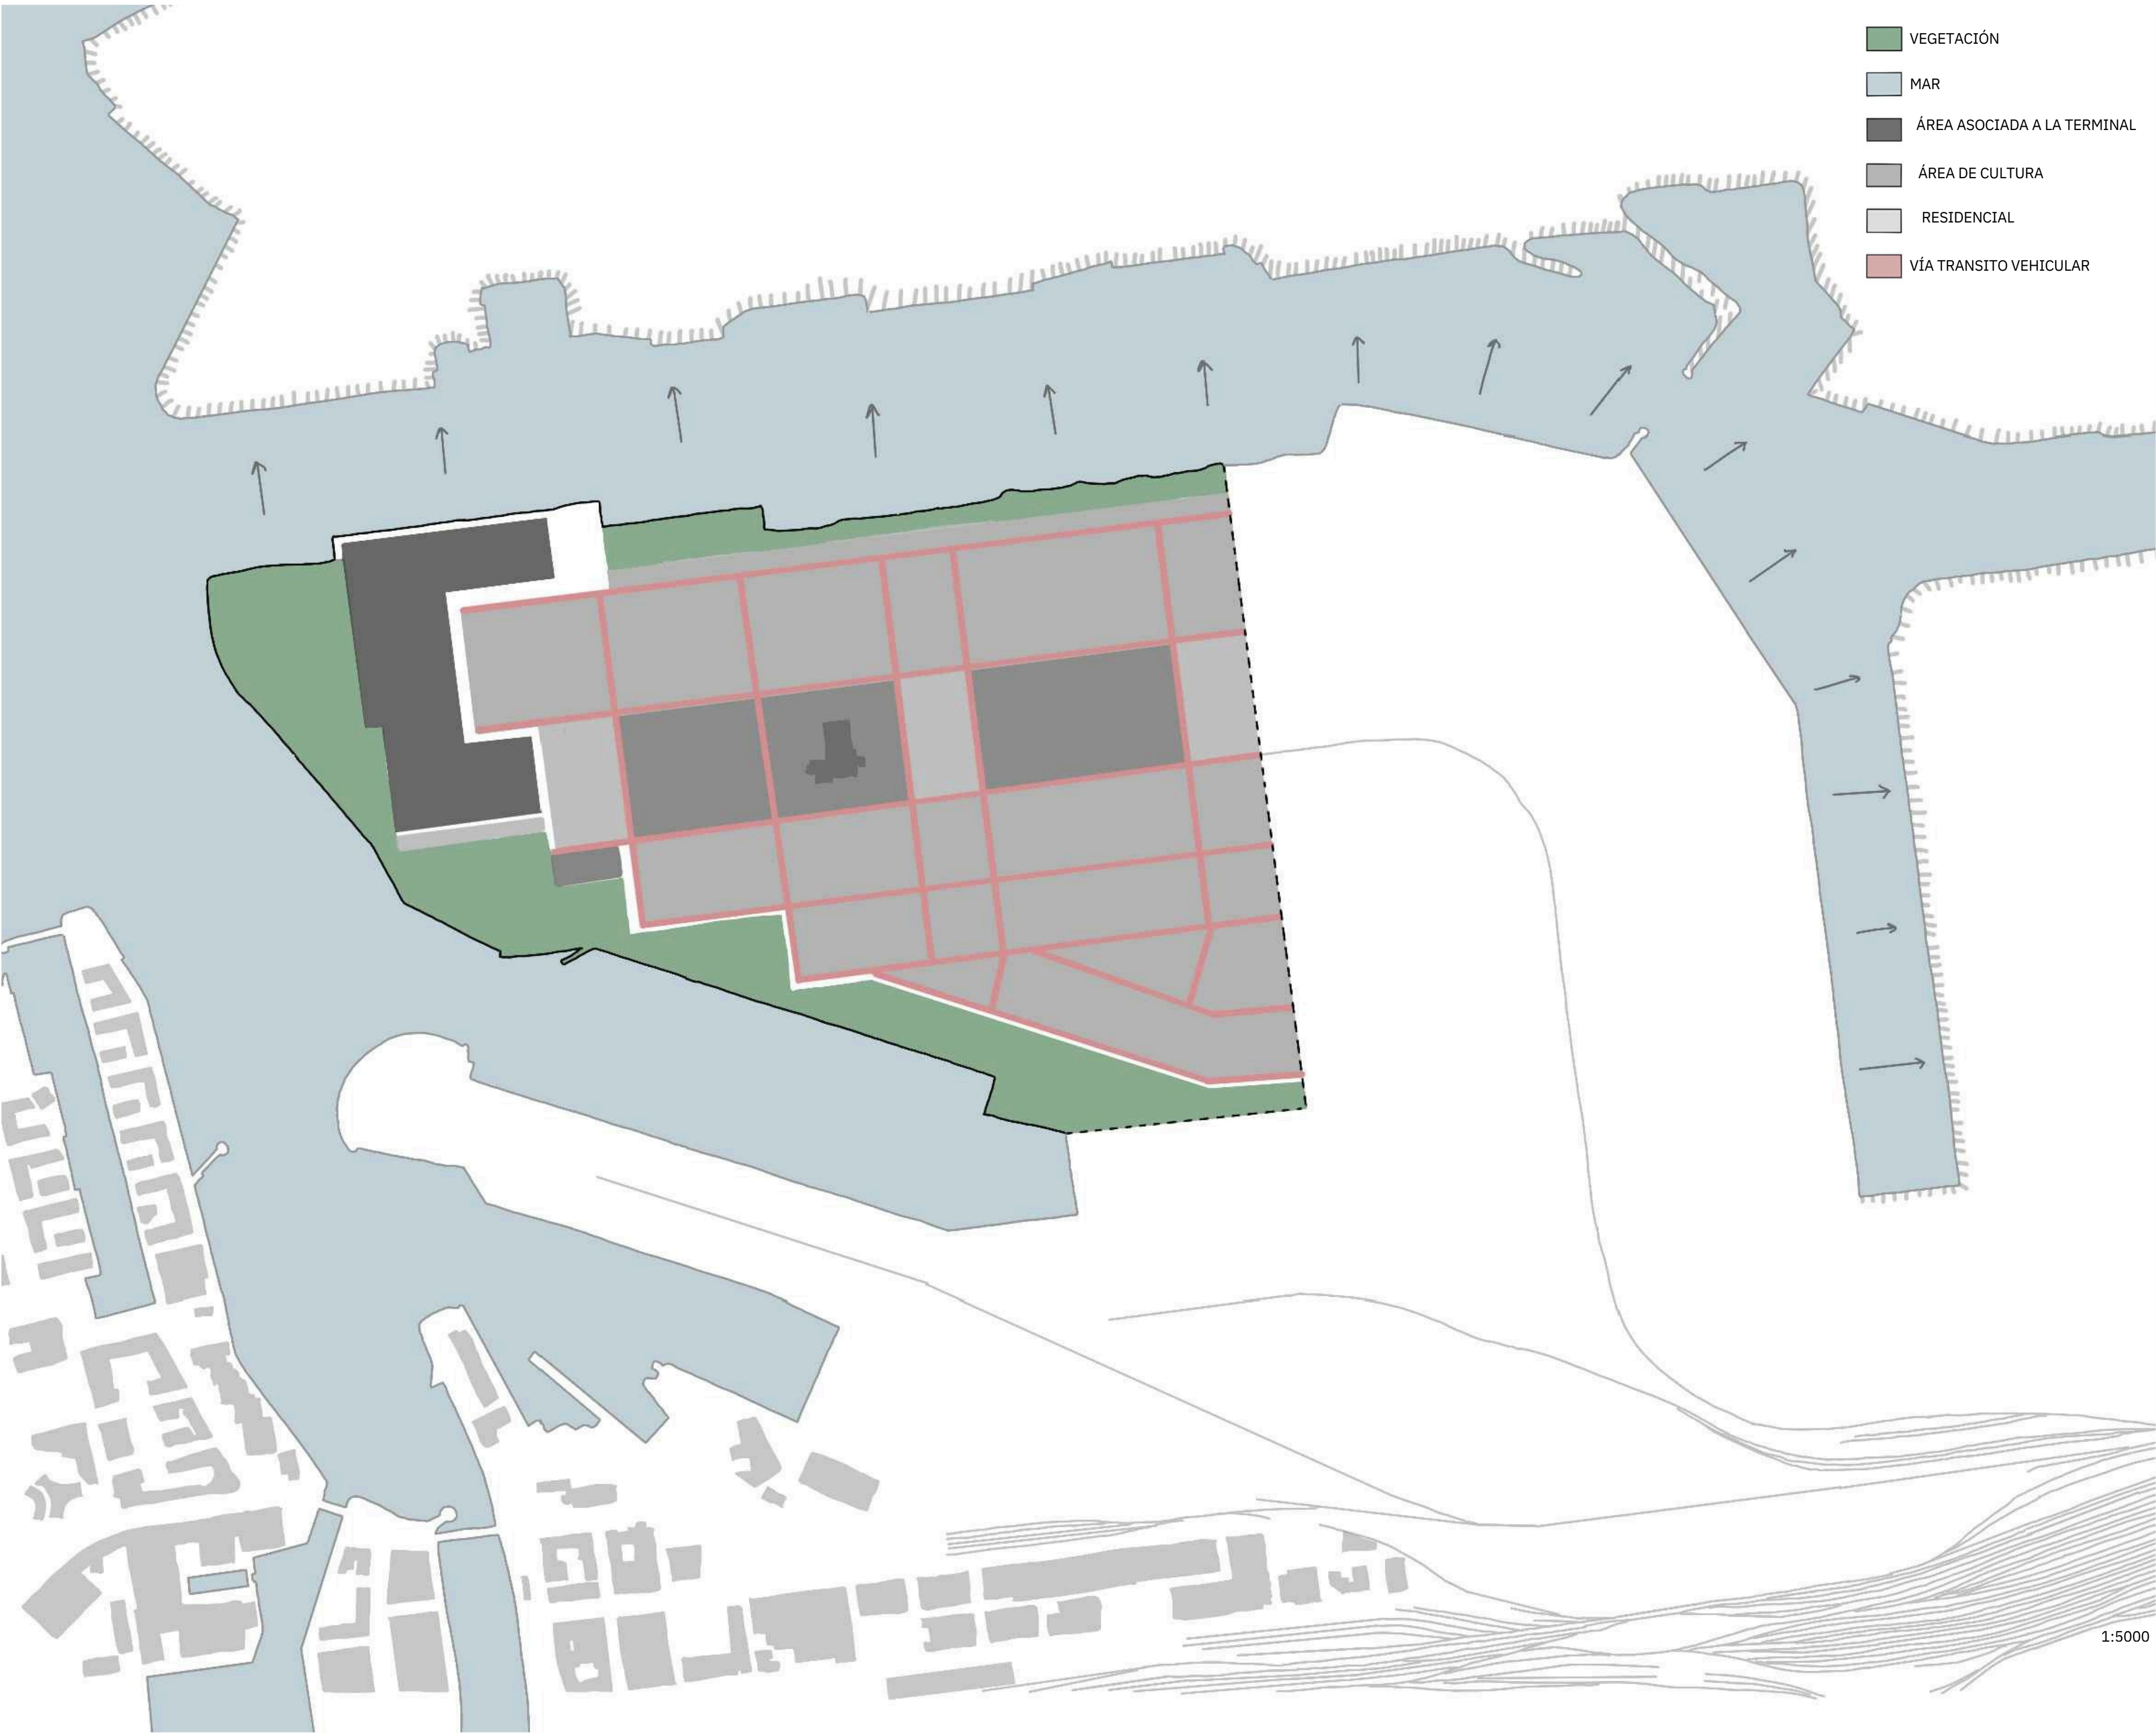 VEGETACIÓN
MAR
ÁREA ASOCIADA A LA TERMINAL
ÁREA DE CULTURA
RESIDENCIAL
VÍA TRANSITO VEHICULAR
1:5000